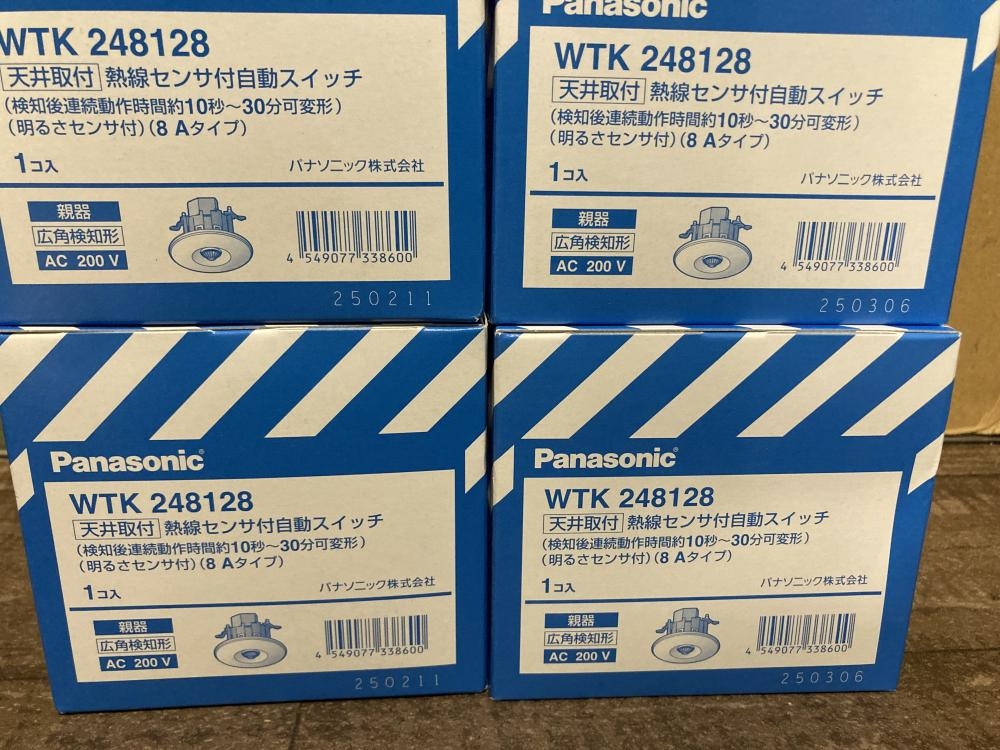 WTK 248128
天井取付 熱線センサ付自動スイッチ
(検知後連続動作時間約10秒～30分可変形)
(明るさセンサ付)(8 Aタイプ)
1コ入 パナソニック株式会社
親器
広角検知形
AC 200 V
4 549077 338600
250211
Panasonic
WTK 248128
天井取付 熱線センサ付自動スイッチ
(検知後連続動作時間約10秒～30分可変形)
(明るさセンサ付)(8 Aタイプ)
1コ入 パナソニック株式会社
親器
広角検知形
AC 200 V
4 549077 338600
250306
Panasonic
WTK 248128
天井取付 熱線センサ付自動スイッチ
(検知後連続動作時間約10秒～30分可変形)
(明るさセンサ付)(8 Aタイプ)
1コ入 パナソニック株式会社
親器
広角検知形
AC 200 V
4 549077 338600
250211
Panasonic
WTK 248128
天井取付 熱線センサ付自動スイッチ
(検知後連続動作時間約10秒～30分可変形)
(明るさセンサ付)(8 Aタイプ)
1コ入 パナソニック株式会社
親器
広角検知形
AC 200 V
4 549077 338600
250306